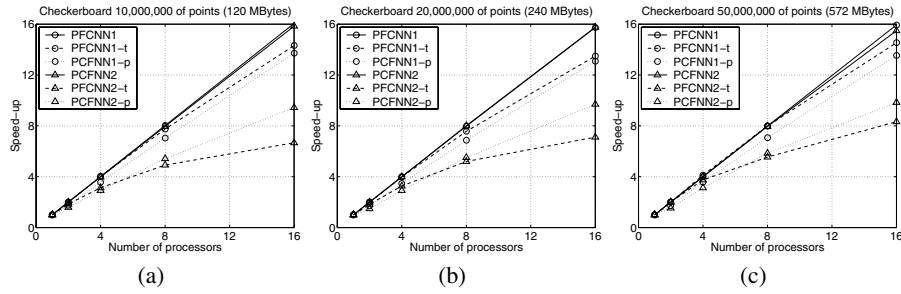 Checkerboard 10,000,000 of points (120 MBytes)
16
12
8
4
0
Speed-up
PFCNN1
PFCNN1-t
PCFNN1-p
PFCNN2
PFCNN2-t
PCFNN2-p
0 4 8 12 16
Number of processors
(a)
Checkerboard 20,000,000 of points (240 MBytes)
16
12
8
4
0
Speed-up
PFCNN1
PFCNN1-t
PCFNN1-p
PCFNN2
PFCNN2-t
PCFNN2-p
0 4 8 12 16
Number of processors
(b)
Checkerboard 50,000,000 of points (572 MBytes)
16
12
8
4
0
Speed-up
PFCNN1
PFCNN1-t
PCFNN1-p
PCFNN2
PFCNN2-t
PCFNN2-p
0 4 8 12 16
Number of processors
(c)